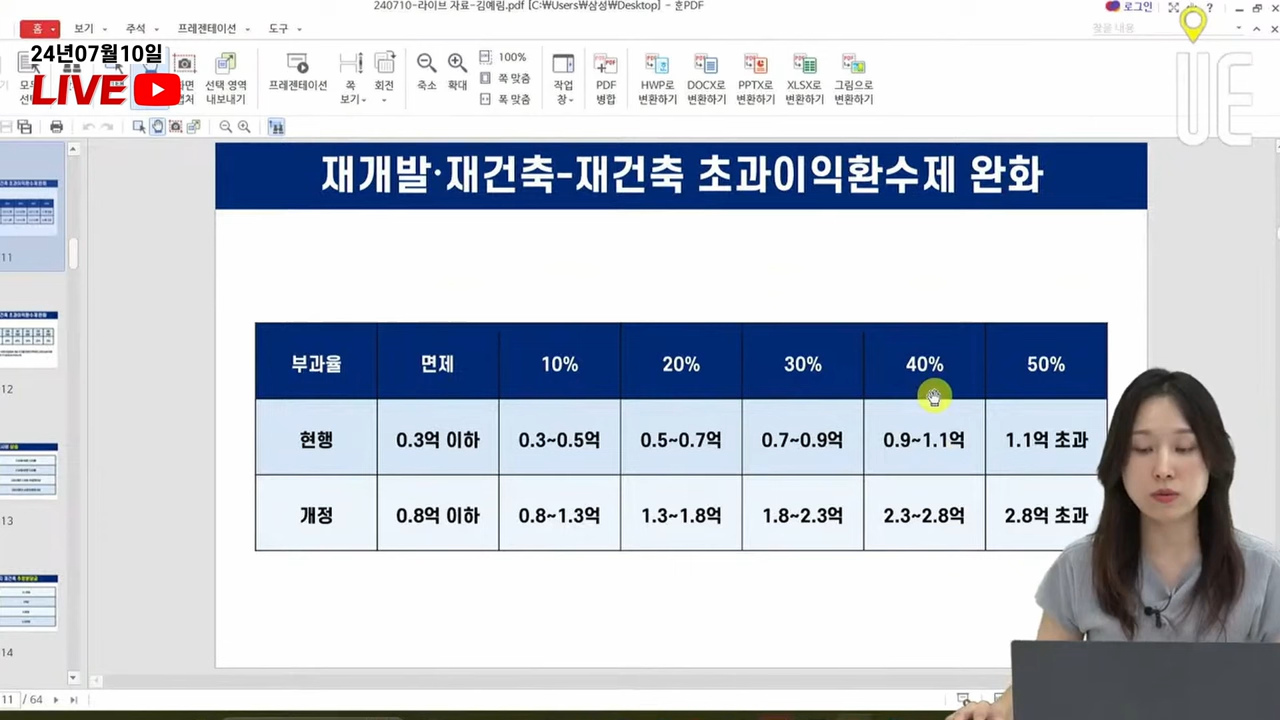 240710-라이브 자료-김예림.pdf [C:₩Users₩삼성₩Desktop] - 훈PDF
로그인
홈 보기 주석 프레젠테이션 도구
찾을 내용
24년07월10일
LIVE
UE
프레젠테이션
쪽 보기
회전
축소
확대
100%
쪽 맞춤
폭 맞춤
작업 창
PDF 병합
HWP로 변환하기
DOCX로 변환하기
PPTX로 변환하기
XLSX로 변환하기
그림으로 변환하기
선택 영역 내보내기
재개발·재건축-재건축 초과이익환수제 완화
부과율 면제 10% 20% 30% 40% 50%
현행 0.3억 이하 0.3~0.5억 0.5~0.7억 0.7~0.9억 0.9~1.1억 1.1억 초과
개정 0.8억 이하 0.8~1.3억 1.3~1.8억 1.8~2.3억 2.3~2.8억 2.8억 초과
11
12
13
14
11 / 64